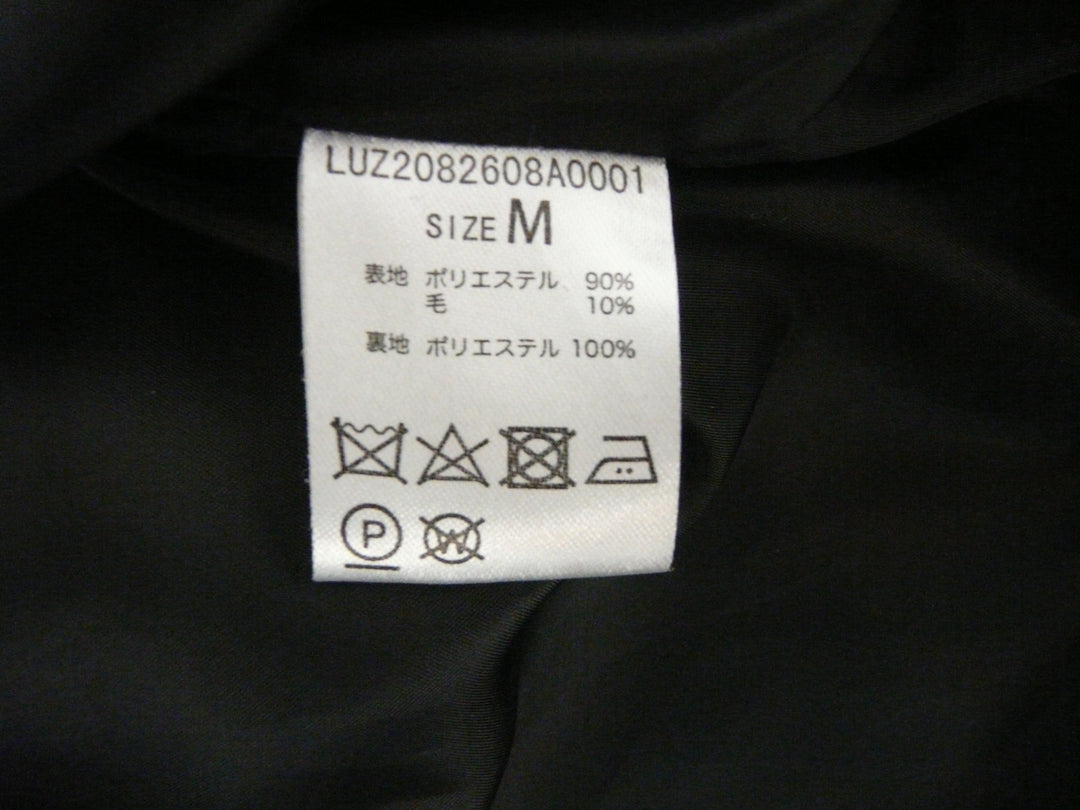 LUZ2082608A0001
SIZE M
表地 ポリエステル 90%
毛 10%
裏地 ポリエステル 100%
P W